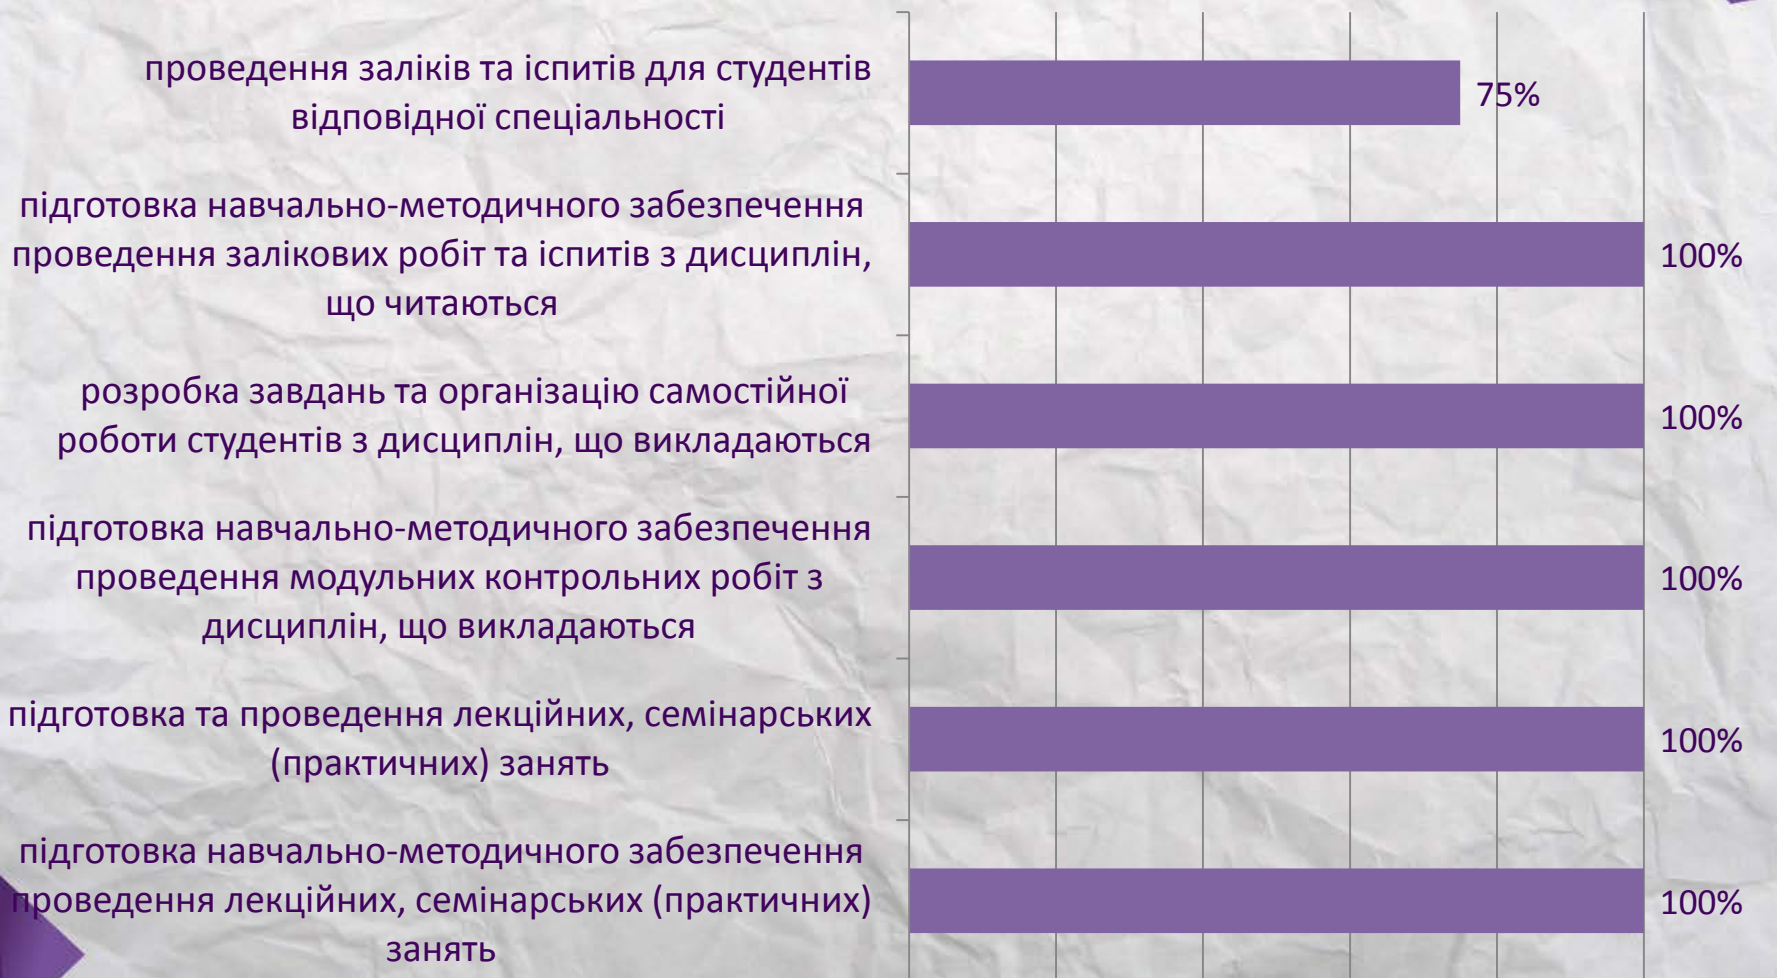 проведення заліків та іспитів для студентів
відповідної спеціальності
75%
підготовка навчально-методичного забезпечення
проведення залікових робіт та іспитів з дисциплін,
що читаються
100%
розробка завдань та організацію самостійної
роботи студентів з дисциплін, що викладаються
100%
підготовка навчально-методичного забезпечення
проведення модульних контрольних робіт з
дисциплін, що викладаються
100%
підготовка та проведення лекційних, семінарських
(практичних) занять
100%
підготовка навчально-методичного забезпечення
проведення лекційних, семінарських (практичних)
занять
100%